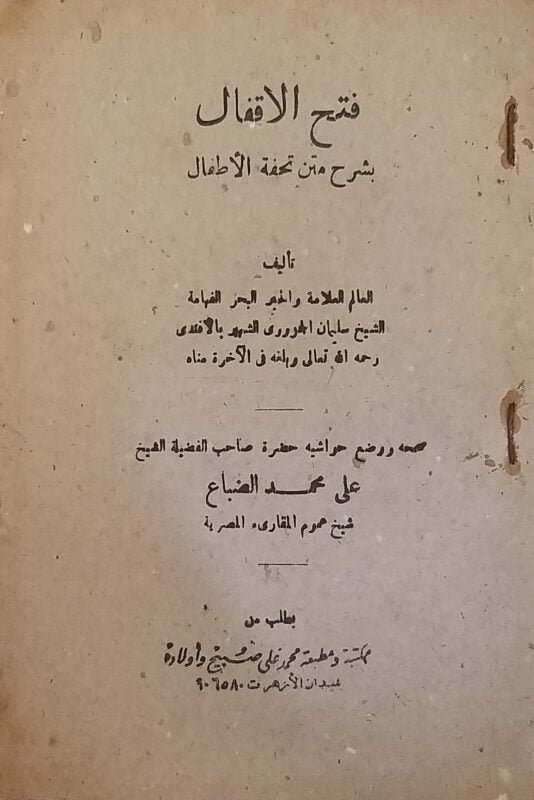 فتح الاقفال
بشرح متن تحفة الأطفال
تأليف
العالم العلامة والحبر البحر الفهامة
الشيخ سليمان الجمزورى الشهير بالأفندى
رحمه الله تعالى وبلغه فى الآخرة مناه
صححه ووضع حواشيه حضرة صاحب الفضيلة الشيخ
على محمد الضباع
شيخ عموم المقارىء المصرية
يطلب من
مكتبة ومطبعة محمد على صبيح وأولاده
بميدان الأزهر ت ٩٠٦٥٨٠